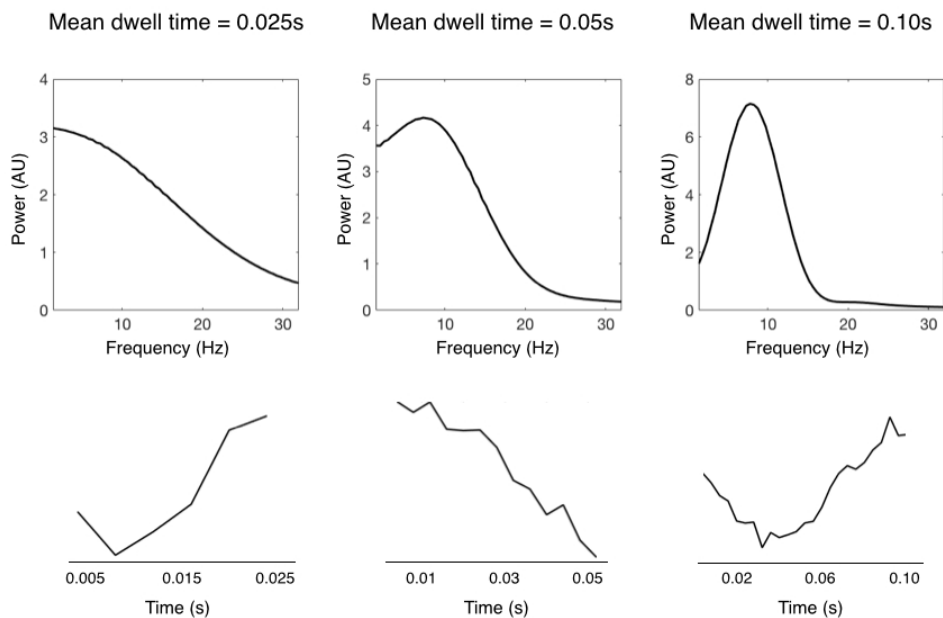 Mean dwell time = 0.025s
Mean dwell time = 0.05s
Mean dwell time = 0.10s
4
3
2
1
0
Power (AU)
10 20 30
Frequency (Hz)
5
4
3
2
1
0
Power (AU)
10 20 30
Frequency (Hz)
8
6
4
2
0
Power (AU)
10 20 30
Frequency (Hz)
0.005 0.015 0.025
Time (s)
0.01 0.03 0.05
Time (s)
0.02 0.06 0.10
Time (s)